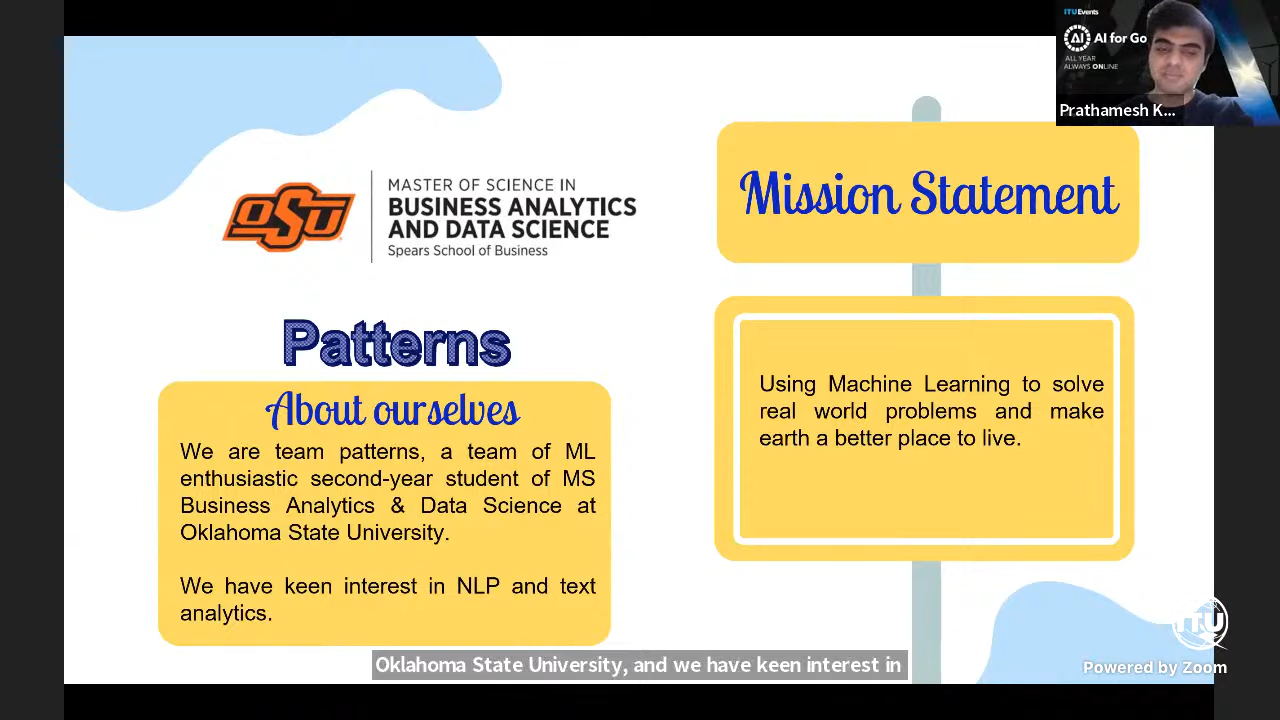 ITUEvents
AI
AI for Go
ALL YEAR
ALWAYS ONLINE
Prathamesh K...
OSU
MASTER OF SCIENCE IN
BUSINESS ANALYTICS
AND DATA SCIENCE
Spears School of Business
Mission Statement
Patterns
About ourselves
We are team patterns, a team of ML
enthusiastic second-year student of MS
Business Analytics & Data Science at
Oklahoma State University.
We have keen interest in NLP and text
analytics.
Using Machine Learning to solve
real world problems and make
earth a better place to live.
Oklahoma State University, and we have keen interest in
ITU
Powered by Zoom